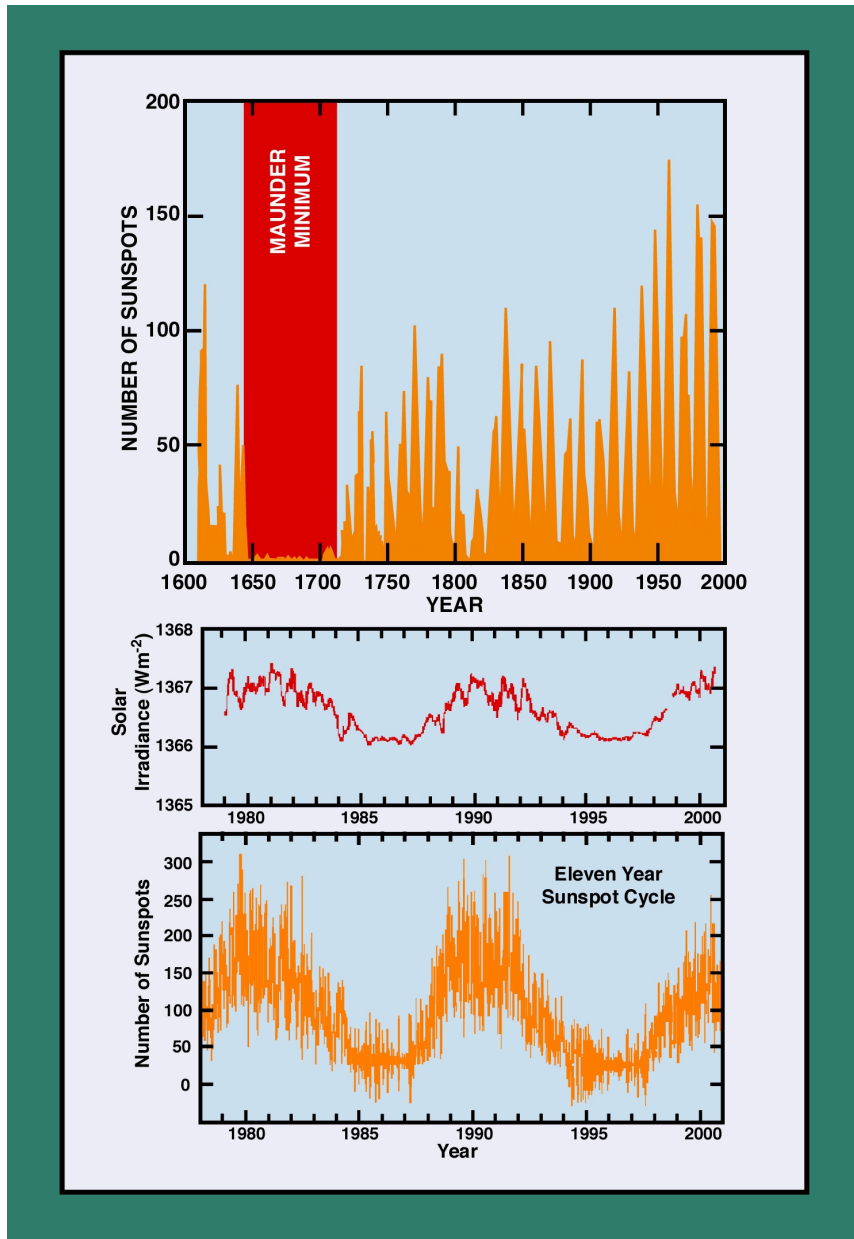 200
150
100
50
0
NUMBER OF SUNSPOTS
MAUNDER
MINIMUM
1600 1650 1700 1750 1800 1850 1900 1950 2000
YEAR
1368
1367
1366
1365
Solar
Irradiance (Wm-2)
1980 1985 1990 1995 2000
300
250
200
150
100
50
0
Number of Sunspots
Eleven Year
Sunspot Cycle
1980 1985 1990 1995 2000
Year